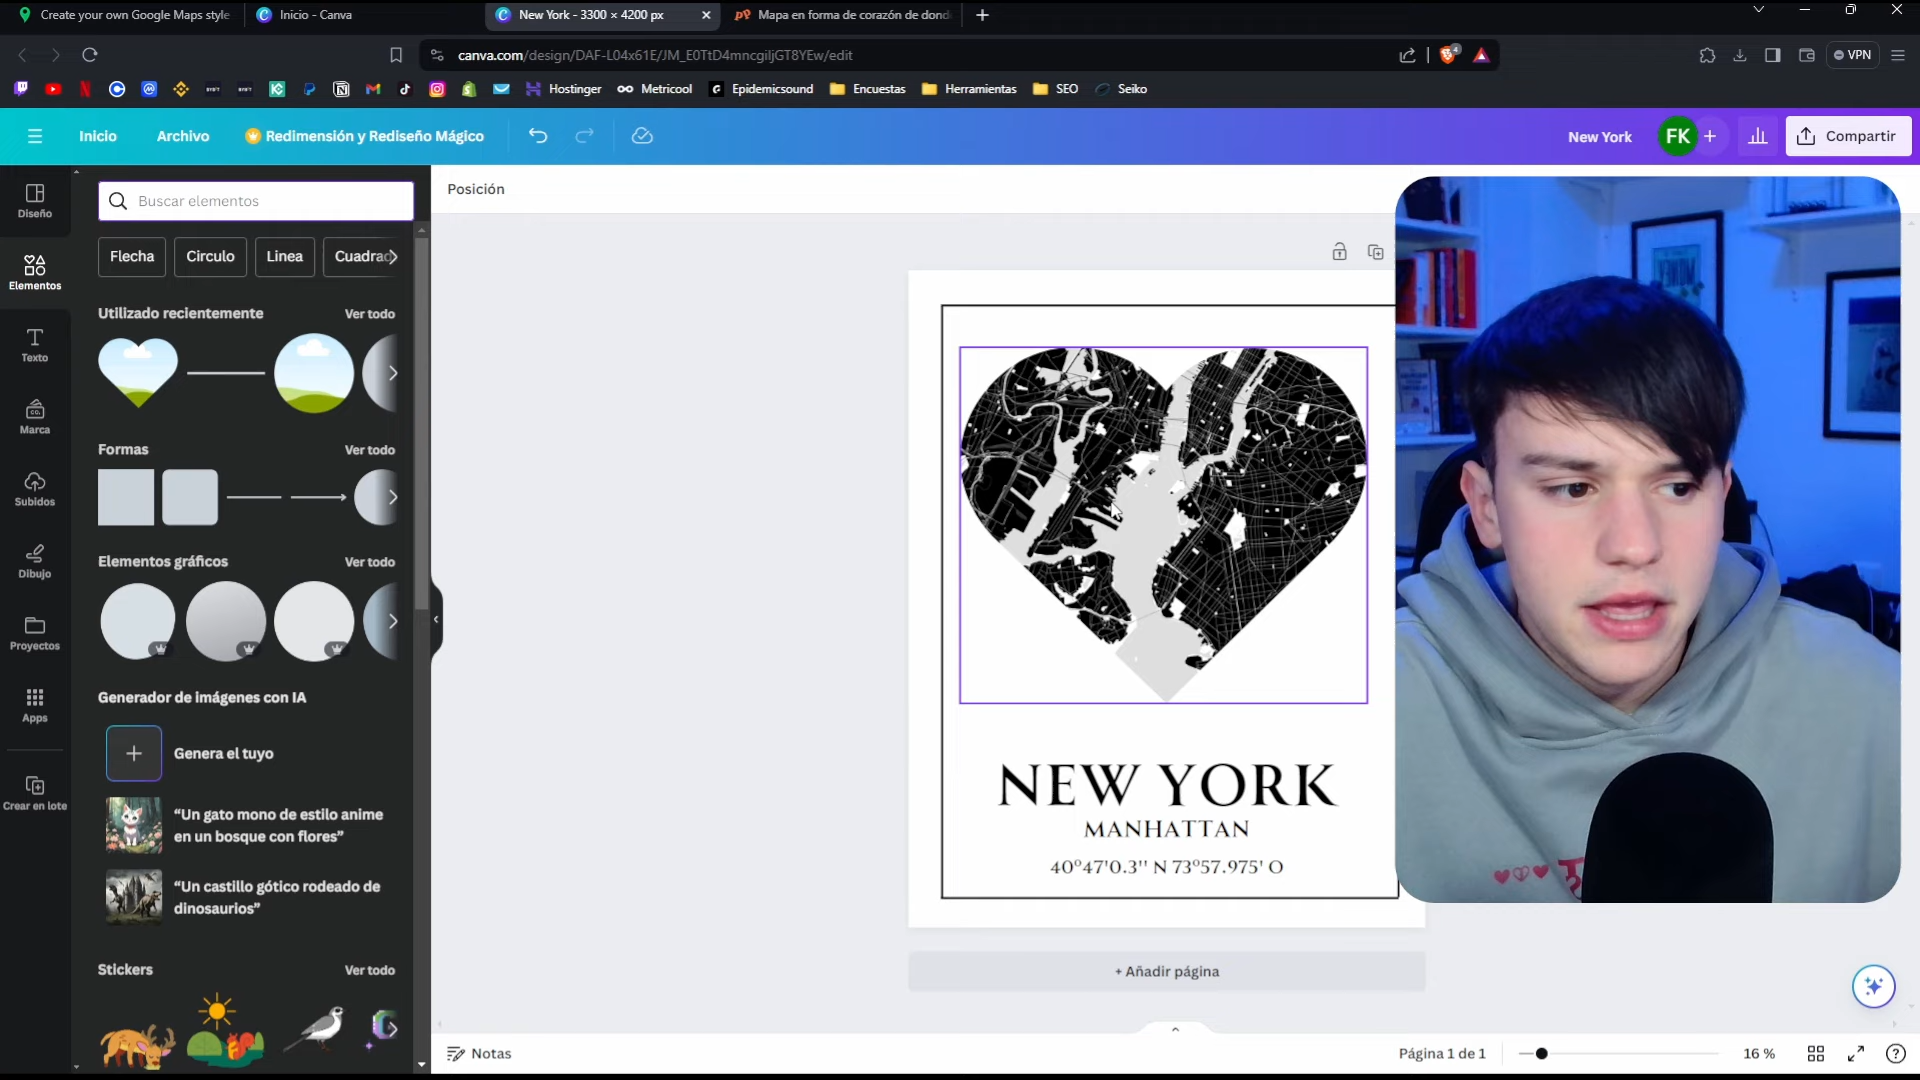 Create your own Google Maps style
Inicio - Canva
New York - 3300 × 4200 px
Mapa en forma de corazón de dond
canva.com/design/DAF-L04x61E/JM_E0TtD4mncgiljGT8YEw/edit
VPN
Hostinger
Metricool
Epidemicsound
Encuestas
Herramientas
SEO
Seiko
Inicio
Archivo
Redimensión y Rediseño Mágico
New York
FK
Compartir
Diseño
Elementos
Texto
Marca
Subidos
Dibujo
Proyectos
Apps
Crear en lote
Buscar elementos
Flecha
Circulo
Linea
Cuadrad
Utilizado recientemente
Ver todo
Formas
Ver todo
Elementos gráficos
Ver todo
Generador de imágenes con IA
Genera el tuyo
“Un gato mono de estilo anime
en un bosque con flores”
“Un castillo gótico rodeado de
dinosaurios”
Stickers
Ver todo
Posición
NEW YORK
MANHATTAN
40°47'0.3'' N 73°57.975' O
+ Añadir página
Notas
Página 1 de 1
16 %